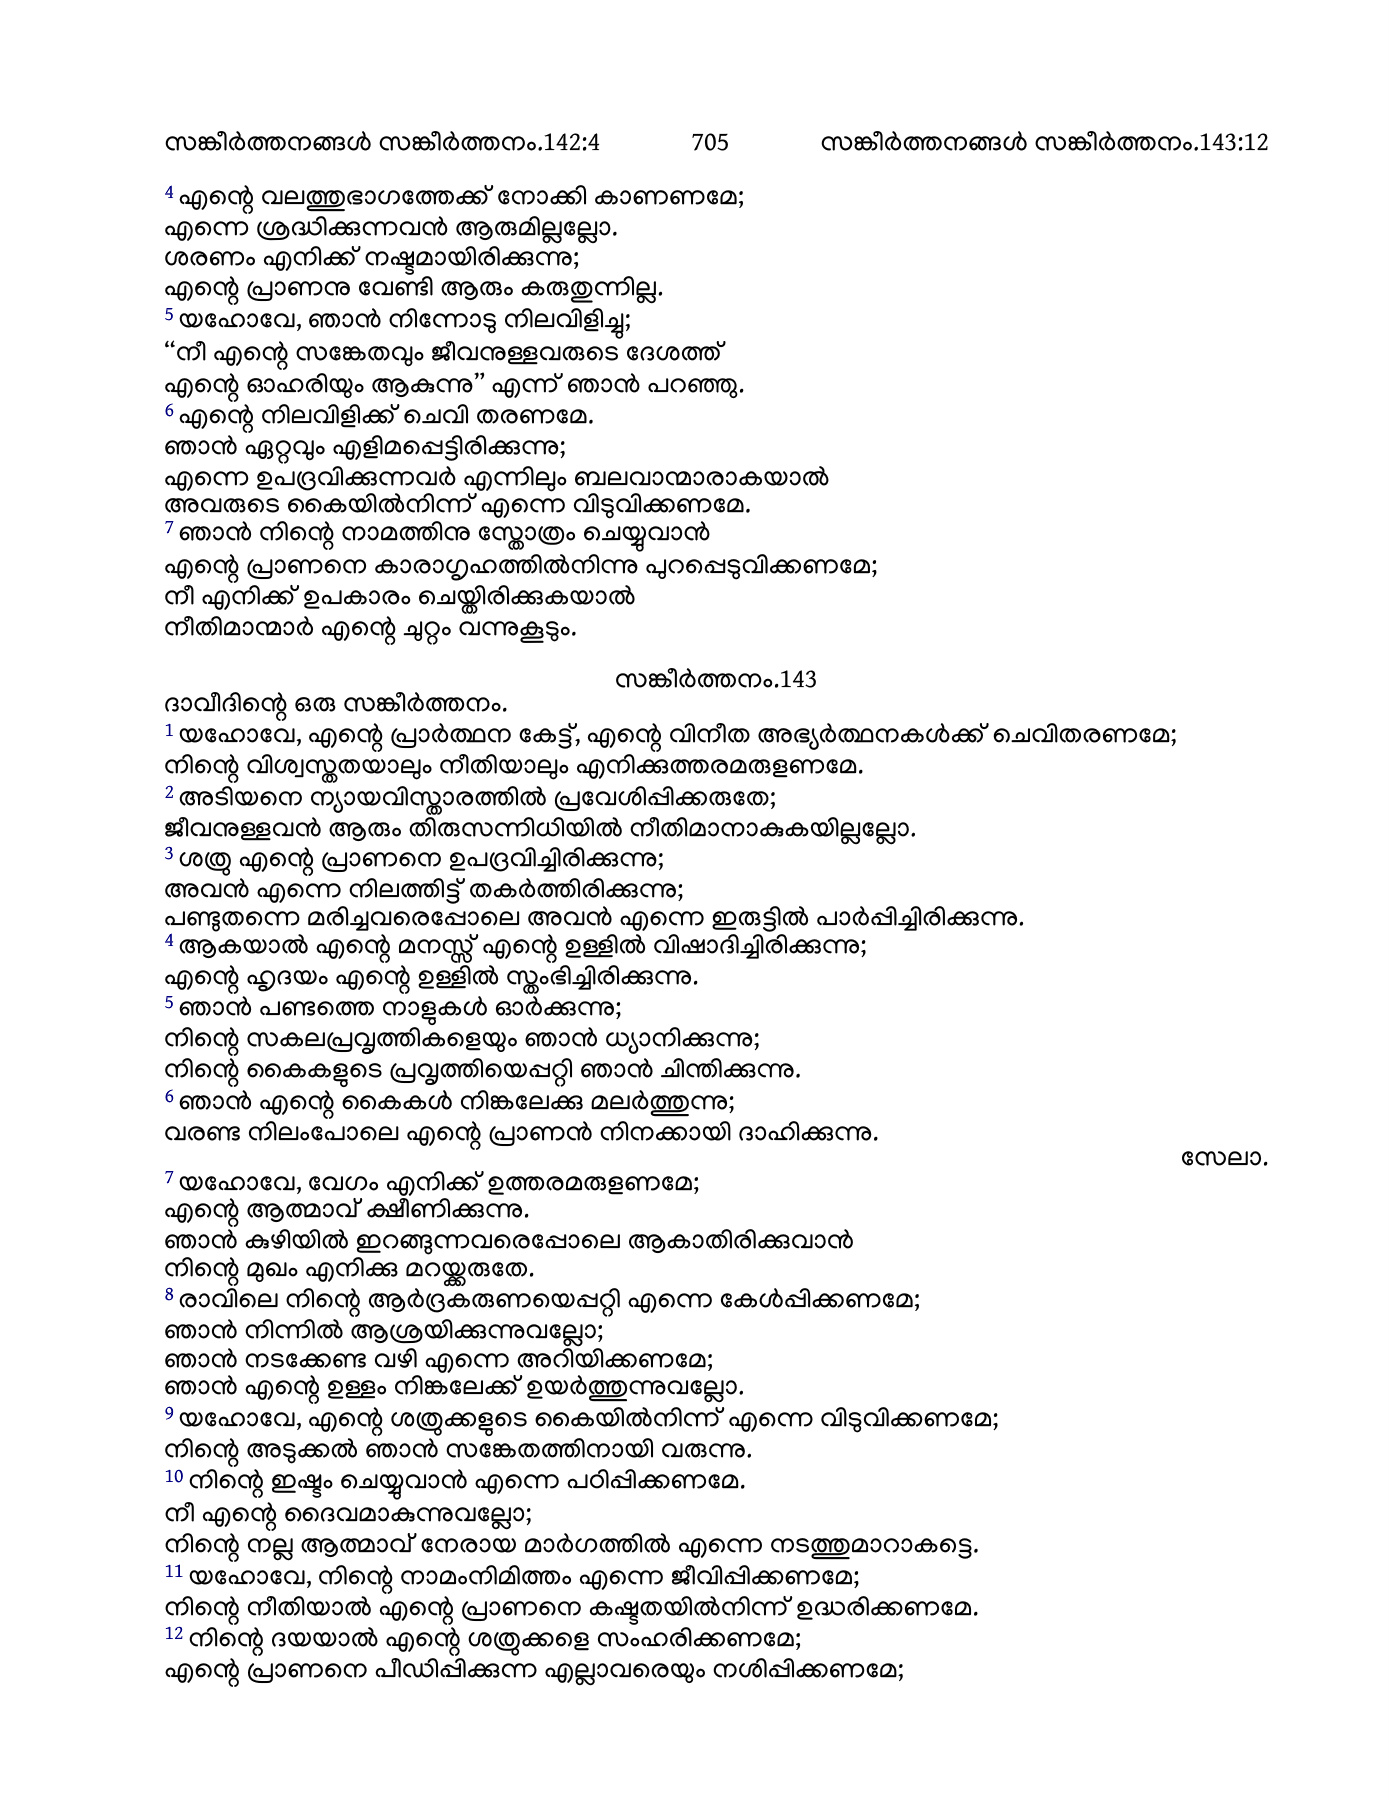 സങ്കീർത്തനങ്ങൾ സങ്കീർത്തനം.142:4 705 സങ്കീർത്തനങ്ങൾ സങ്കീർത്തനം.143:12
4 എന്റെ വലത്തുഭാഗത്തേക്ക് നോക്കി കാണണമേ;
എന്നെ ശ്രദ്ധിക്കുന്നവൻ ആരുമില്ലല്ലോ.
ശരണം എനിക്ക് നഷ്ടമായിരിക്കുന്നു;
എന്റെ പ്രാണനു വേണ്ടി ആരും കരുതുന്നില്ല.
5 യഹോവേ, ഞാൻ നിന്നോടു നിലവിളിച്ചു;
“നീ എന്റെ സങ്കേതവും ജീവനുള്ളവരുടെ ദേശത്ത്
എന്റെ ഓഹരിയും ആകുന്നു” എന്ന് ഞാൻ പറഞ്ഞു.
6 എന്റെ നിലവിളിക്ക് ചെവി തരണമേ.
ഞാൻ ഏറ്റവും എളിമപ്പെട്ടിരിക്കുന്നു;
എന്നെ ഉപദ്രവിക്കുന്നവർ എന്നിലും ബലവാന്മാരാകയാൽ
അവരുടെ കൈയിൽനിന്ന് എന്നെ വിടുവിക്കണമേ.
7 ഞാൻ നിന്റെ നാമത്തിനു സ്തോത്രം ചെയ്യുവാൻ
എന്റെ പ്രാണനെ കാരാഗൃഹത്തിൽനിന്നു പുറപ്പെടുവിക്കണമേ;
നീ എനിക്ക് ഉപകാരം ചെയ്തിരിക്കുകയാൽ
നീതിമാന്മാർ എന്റെ ചുറ്റം വന്നുകൂടും.
സങ്കീർത്തനം.143
ദാവീദിന്റെ ഒരു സങ്കീർത്തനം.
1 യഹോവേ, എന്റെ പ്രാർത്ഥന കേട്ട്, എന്റെ വിനീത അഭ്യർത്ഥനകൾക്ക് ചെവിതരണമേ;
നിന്റെ വിശ്വസ്തതയാലും നീതിയാലും എനിക്കുത്തരമരുളണമേ.
2 അടിയനെ ന്യായവിസ്താരത്തിൽ പ്രവേശിപ്പിക്കരുതേ;
ജീവനുള്ളവൻ ആരും തിരുസന്നിധിയിൽ നീതിമാനാകുകയില്ലല്ലോ.
3 ശത്രു എന്റെ പ്രാണനെ ഉപദ്രവിച്ചിരിക്കുന്നു;
അവൻ എന്നെ നിലത്തിട്ട് തകർത്തിരിക്കുന്നു;
പണ്ടുതന്നെ മരിച്ചവരെപ്പോലെ അവൻ എന്നെ ഇരുട്ടിൽ പാർപ്പിച്ചിരിക്കുന്നു.
4 ആകയാൽ എന്റെ മനസ്സ് എന്റെ ഉള്ളിൽ വിഷാദിച്ചിരിക്കുന്നു;
എന്റെ ഹൃദയം എന്റെ ഉള്ളിൽ സ്തംഭിച്ചിരിക്കുന്നു.
5 ഞാൻ പണ്ടത്തെ നാളുകൾ ഓർക്കുന്നു;
നിന്റെ സകലപ്രവൃത്തികളെയും ഞാൻ ധ്യാനിക്കുന്നു;
നിന്റെ കൈകളുടെ പ്രവൃത്തിയെപ്പറ്റി ഞാൻ ചിന്തിക്കുന്നു.
6 ഞാൻ എന്റെ കൈകൾ നിങ്കലേക്കു മലർത്തുന്നു;
വരണ്ട നിലംപോലെ എന്റെ പ്രാണൻ നിനക്കായി ദാഹിക്കുന്നു.
സേലാ.
7 യഹോവേ, വേഗം എനിക്ക് ഉത്തരമരുളണമേ;
എന്റെ ആത്മാവ് ക്ഷീണിക്കുന്നു.
ഞാൻ കുഴിയിൽ ഇറങ്ങുന്നവരെപ്പോലെ ആകാതിരിക്കുവാൻ
നിന്റെ മുഖം എനിക്കു മറയ്ക്കരുതേ.
8 രാവിലെ നിന്റെ ആർദ്രകരുണയെപ്പറ്റി എന്നെ കേൾപ്പിക്കണമേ;
ഞാൻ നിന്നിൽ ആശ്രയിക്കുന്നുവല്ലോ;
ഞാൻ നടക്കേണ്ട വഴി എന്നെ അറിയിക്കണമേ;
ഞാൻ എന്റെ ഉള്ളം നിങ്കലേക്ക് ഉയർത്തുന്നുവല്ലോ.
9 യഹോവേ, എന്റെ ശത്രുക്കളുടെ കൈയിൽനിന്ന് എന്നെ വിടുവിക്കണമേ;
നിന്റെ അടുക്കൽ ഞാൻ സങ്കേതത്തിനായി വരുന്നു.
10 നിന്റെ ഇഷ്ടം ചെയ്യുവാൻ എന്നെ പഠിപ്പിക്കണമേ.
നീ എന്റെ ദൈവമാകുന്നുവല്ലോ;
നിന്റെ നല്ല ആത്മാവ് നേരായ മാർഗത്തിൽ എന്നെ നടത്തുമാറാകട്ടെ.
11 യഹോവേ, നിന്റെ നാമംനിമിത്തം എന്നെ ജീവിപ്പിക്കണമേ;
നിന്റെ നീതിയാൽ എന്റെ പ്രാണനെ കഷ്ടതയിൽനിന്ന് ഉദ്ധരിക്കണമേ.
12 നിന്റെ ദയയാൽ എന്റെ ശത്രുക്കളെ സംഹരിക്കണമേ;
എന്റെ പ്രാണനെ പീഡിപ്പിക്കുന്ന എല്ലാവരെയും നശിപ്പിക്കണമേ;